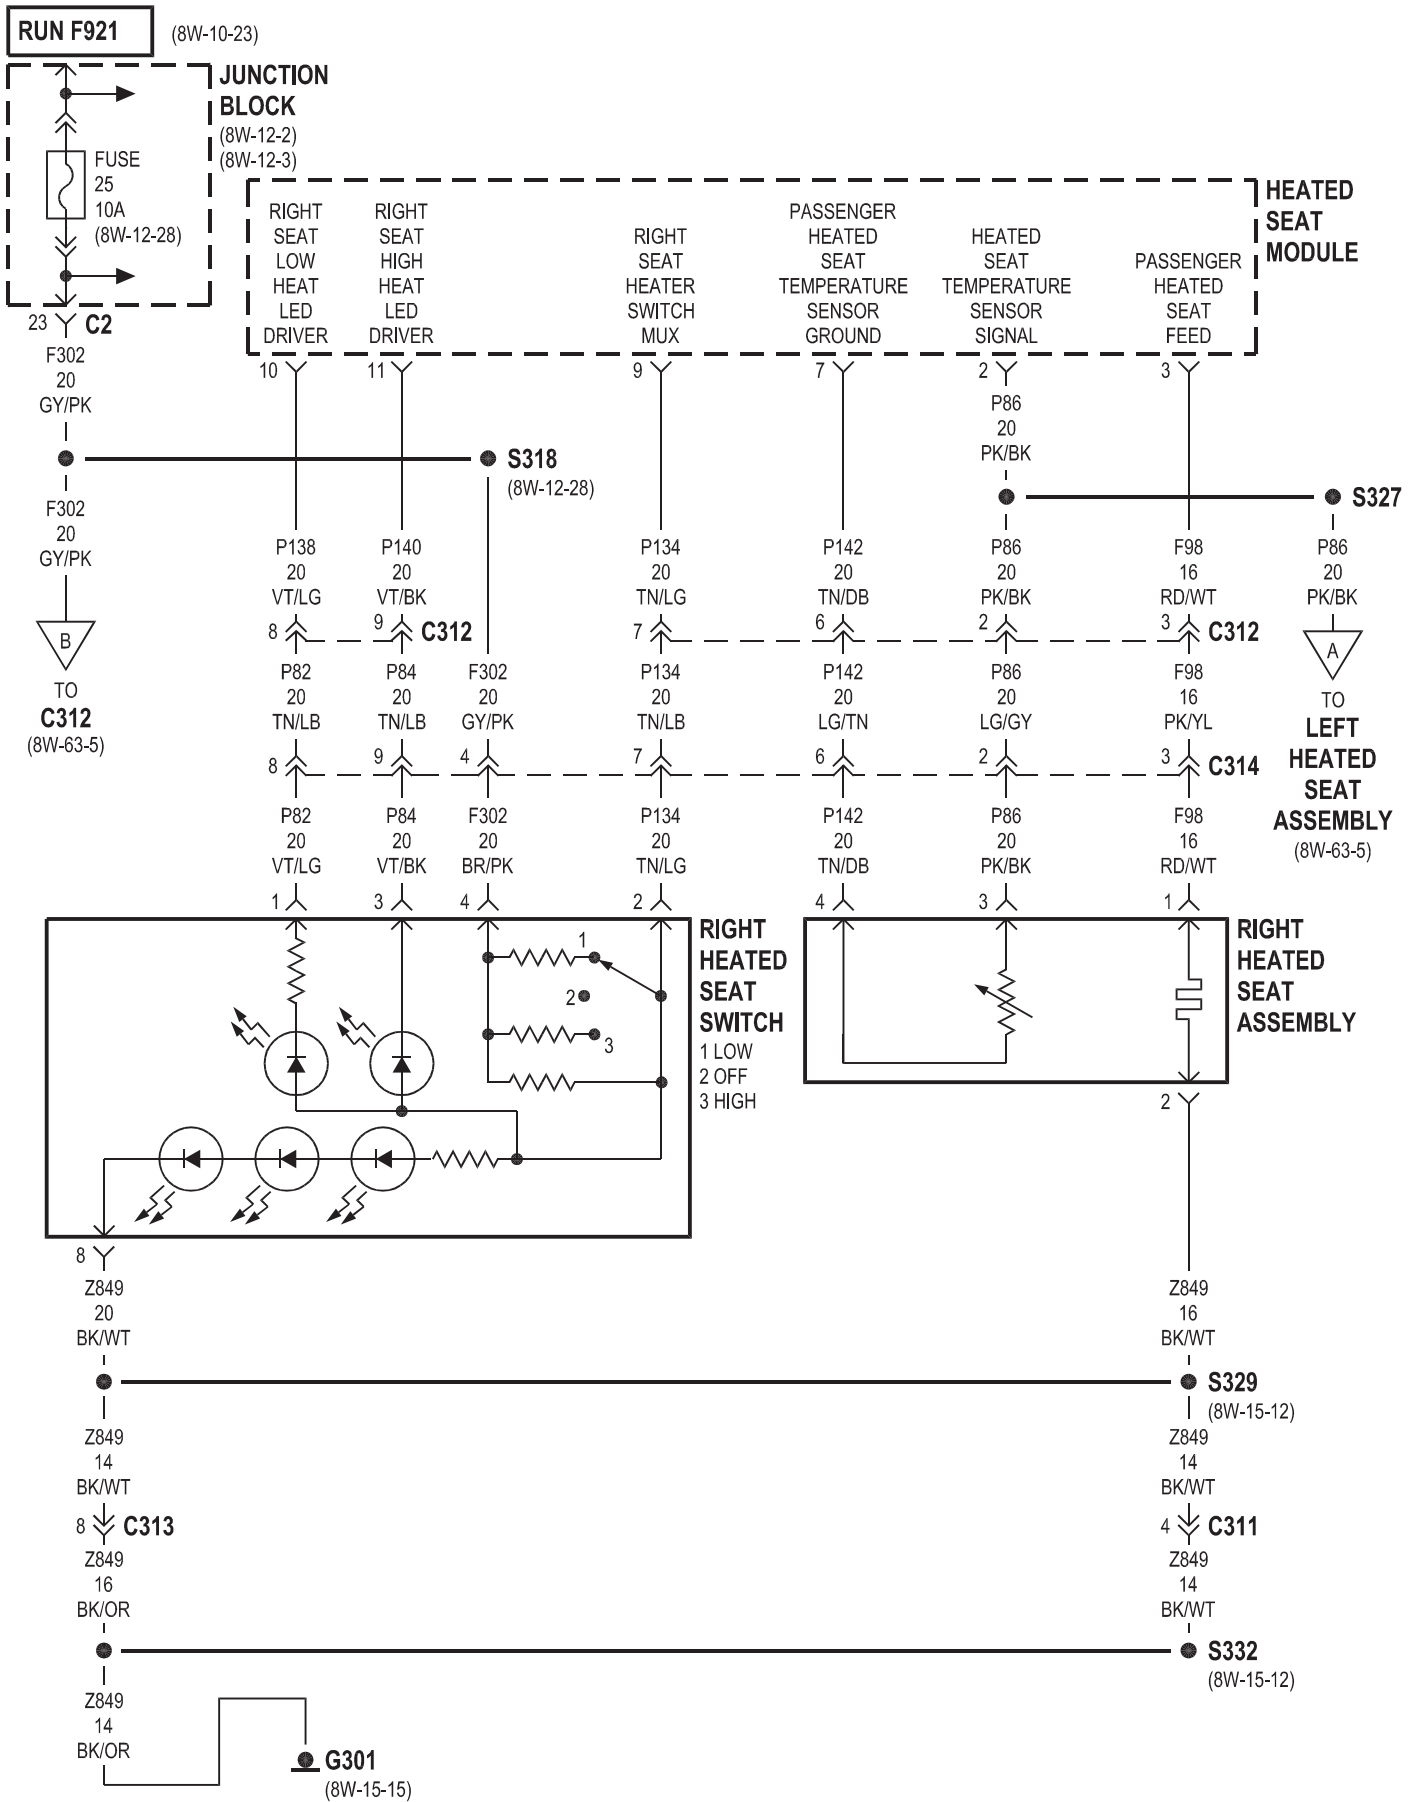 RUN F921
(8W-10-23)
JUNCTION
BLOCK
(8W-12-2)
(8W-12-3)
FUSE
25
10A
(8W-12-28)
23
C2
F302
20
GY/PK
F302
20
GY/PK
B
TO
C312
(8W-63-5)
HEATED
SEAT
MODULE
RIGHT
SEAT
LOW
HEAT
LED
DRIVER
RIGHT
SEAT
HIGH
HEAT
LED
DRIVER
RIGHT
SEAT
HEATER
SWITCH
MUX
PASSENGER
HEATED
SEAT
TEMPERATURE
SENSOR
GROUND
HEATED
SEAT
TEMPERATURE
SENSOR
SIGNAL
PASSENGER
HEATED
SEAT
FEED
10
11
9
7
2
3
P86
20
PK/BK
S318
(8W-12-28)
S327
P138
20
VT/LG
P140
20
VT/BK
P134
20
TN/LG
P142
20
TN/DB
P86
20
PK/BK
F98
16
RD/WT
P86
20
PK/BK
8
9
C312
7
6
2
3
C312
A
TO
LEFT
HEATED
SEAT
ASSEMBLY
(8W-63-5)
P82
20
TN/LB
P84
20
TN/LB
F302
20
GY/PK
P134
20
TN/LB
P142
20
LG/TN
P86
20
LG/GY
F98
16
PK/YL
8
9
4
7
6
2
3
C314
P82
20
VT/LG
P84
20
VT/BK
F302
20
BR/PK
P134
20
TN/LG
P142
20
TN/DB
P86
20
PK/BK
F98
16
RD/WT
1
3
4
2
4
3
1
1
2
3
RIGHT
HEATED
SEAT
SWITCH
1 LOW
2 OFF
3 HIGH
RIGHT
HEATED
SEAT
ASSEMBLY
2
8
Z849
20
BK/WT
Z849
16
BK/WT
S329
(8W-15-12)
Z849
14
BK/WT
Z849
14
BK/WT
8
C313
4
C311
Z849
16
BK/OR
Z849
14
BK/WT
S332
(8W-15-12)
Z849
14
BK/OR
G301
(8W-15-15)